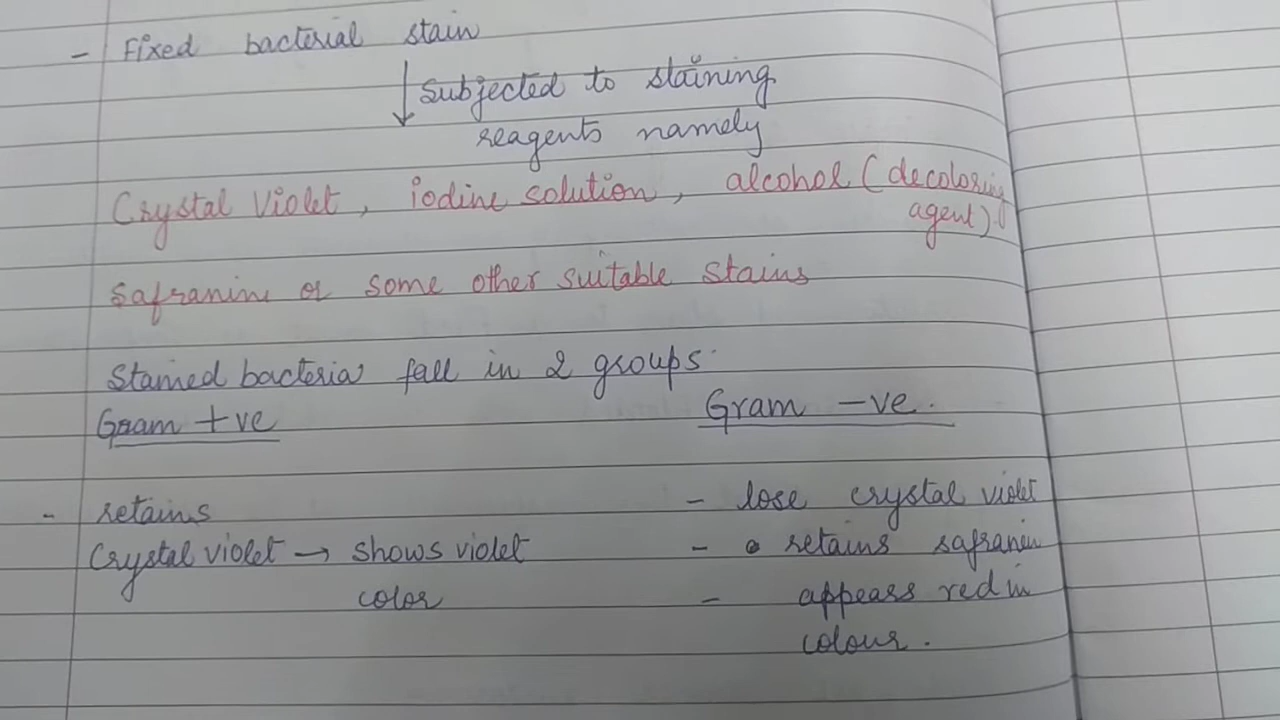 - Fixed bacterial stain
↓ Subjected to staining
reagents namely
Crystal Violet, iodine solution, alcohol (decoloring
agent)
Safranin or some other suitable stains
Stained bacteria fall in 2 groups.
Gram +ve Gram -ve.
- retains - lose crystal violet
Crystal violet → shows violet - retains safranin
color - appears red in
colour.